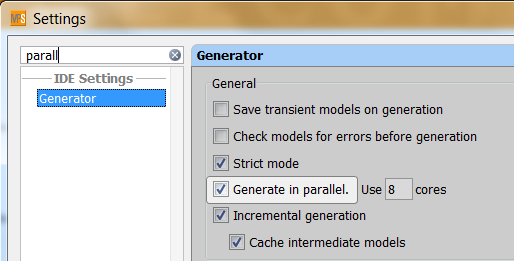 MPS Settings
parall
Generator
IDE Settings
Generator
General
Save transient models on generation
Check models for errors before generation
Strict mode
Generate in parallel. Use 8 cores
Incremental generation
Cache intermediate models